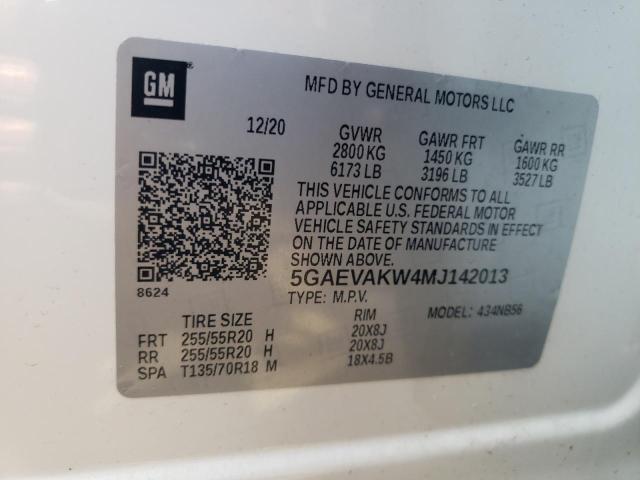 GM
MFD BY GENERAL MOTORS LLC
12/20 GVWR GAWR FRT GAWR RR
2800 KG 1450 KG 1600 KG
6173 LB 3196 LB 3527 LB
THIS VEHICLE CONFORMS TO ALL
APPLICABLE U.S. FEDERAL MOTOR
VEHICLE SAFETY STANDARDS IN EFFECT
ON THE DATE OF MANUFACTURE
SHOWN ABOVE.
8624
5GAEVAKW4MJ142013
TYPE: M.P.V. MODEL: 434NB56
TIRE SIZE RIM
FRT 255/55R20 H 20X8J
RR 255/55R20 H 20X8J
SPA T135/70R18 M 18X4.5B